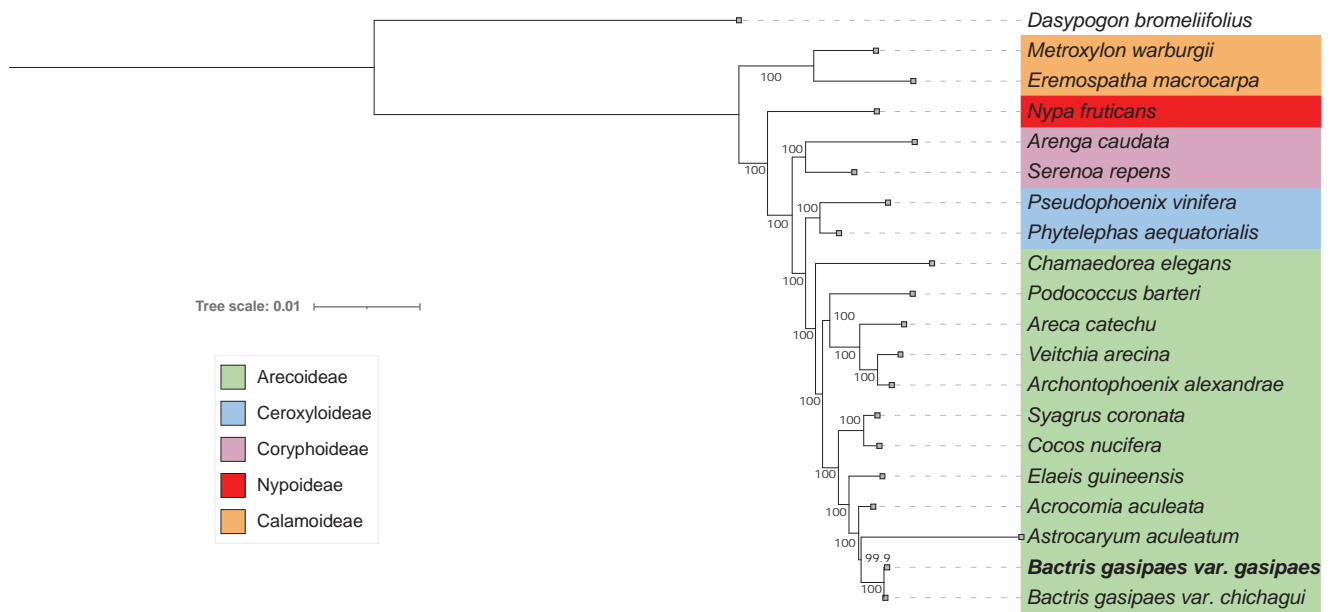 Dasypogon bromeliifolius
Metroxylon warburgii
100
Eremospatha macrocarpa
Nypa fruticans
Arenga caudata
100
100
Serenoa repens
Pseudophoenix vinifera
100
100
Phytelephas aequatorialis
Chamaedorea elegans
100
Podococcus barteri
Tree scale: 0.01
100
Areca catechu
100
100
Veitchia arecina
100
Archontophoenix alexandrae
Arecoideae
Syagrus coronata
100
Ceroxyloideae
Cocos nucifera
Coryphoideae
100
Elaeis guineensis
Nypoideae
Acrocomia aculeata
100
Calamoideae
Astrocaryum aculeatum
100
99.9
Bactris gasipaes var. gasipaes
100
Bactris gasipaes var. chichagui